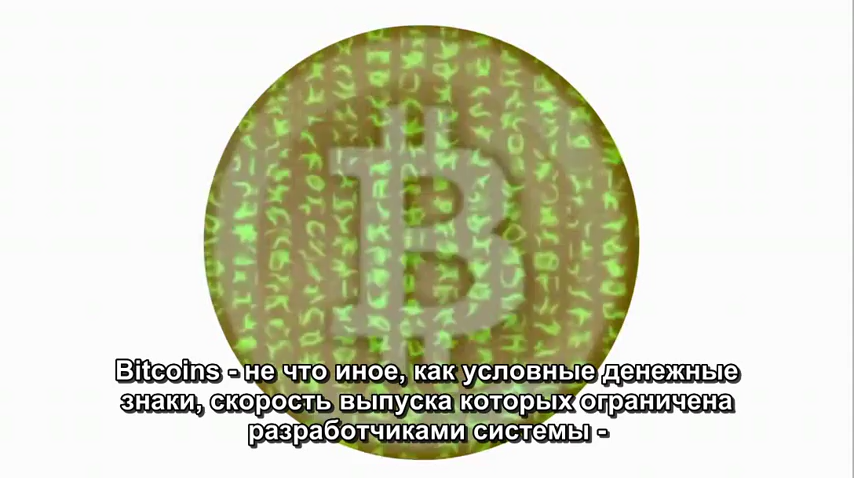 Bitcoins - не что иное, как условные денежные
знаки, скорость выпуска которых ограничена
разработчиками системы -